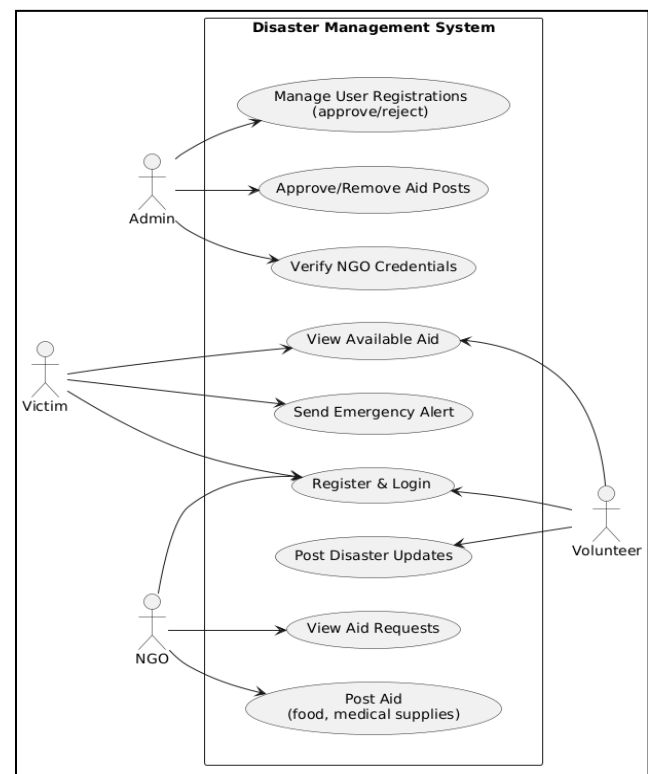 Disaster Management System
Manage User Registrations
(approve/reject)
Approve/Remove Aid Posts
Admin
Verify NGO Credentials
View Available Aid
Victim
Send Emergency Alert
Register & Login
Volunteer
Post Disaster Updates
View Aid Requests
NGO
Post Aid
(food, medical supplies)